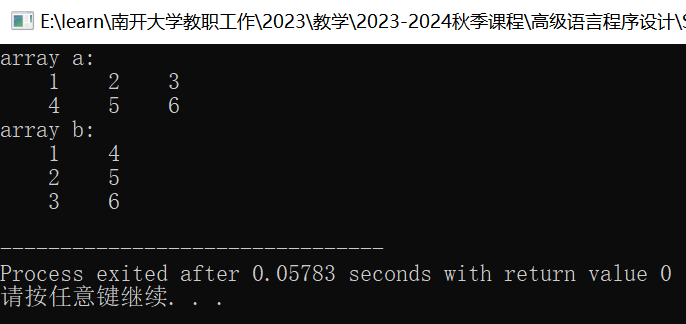 E:\learn\南开大学教职工作\2023\教学\2023-2024秋季课程\高级语言程序设计\S
array a:
    1    2    3
    4    5    6
array b:
    1    4
    2    5
    3    6
--------------------------------
Process exited after 0.05783 seconds with return value 0
请按任意键继续. . .